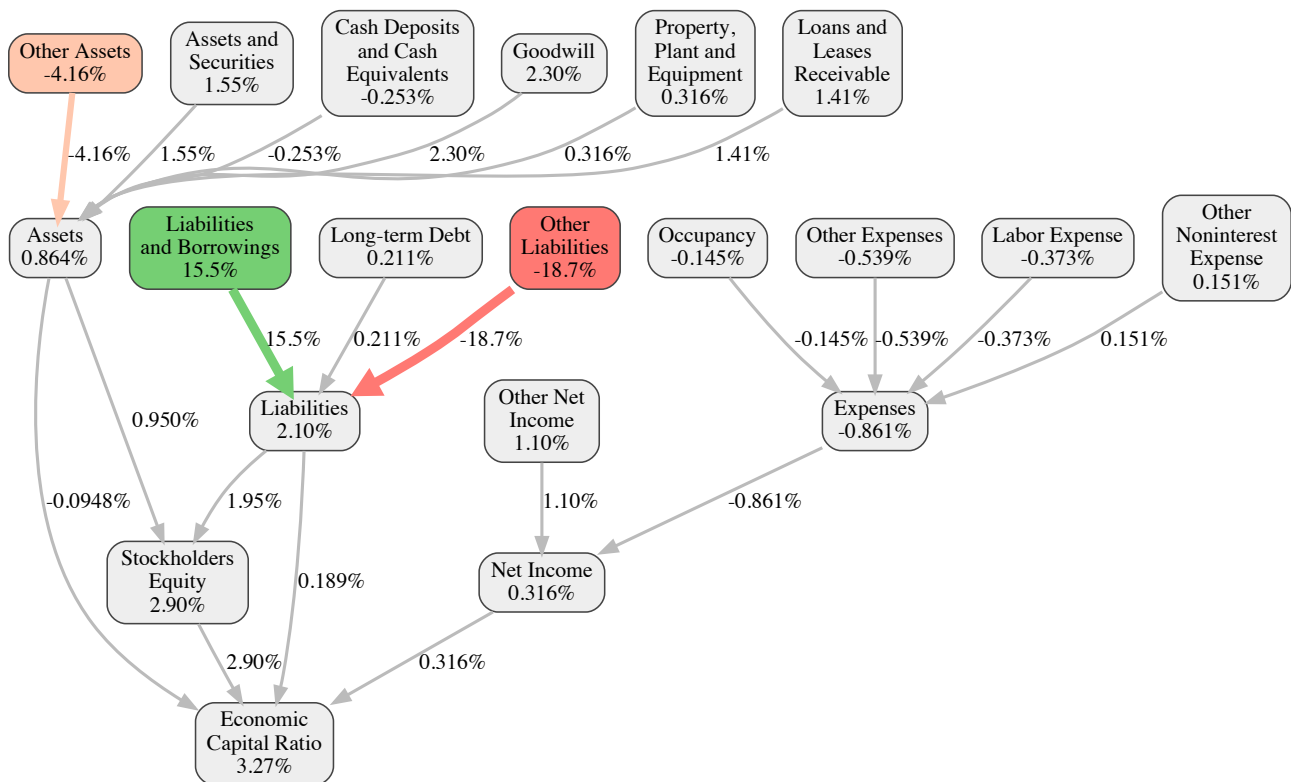 Other Assets
-4.16%
Assets and
Securities
1.55%
Cash Deposits
and Cash
Equivalents
-0.253%
Goodwill
2.30%
Property,
Plant and
Equipment
0.316%
Loans and
Leases
Receivable
1.41%
-4.16%
1.55%
-0.253%
2.30%
0.316%
1.41%
Assets
0.864%
Liabilities
and Borrowings
15.5%
Long-term Debt
0.211%
Other
Liabilities
-18.7%
Occupancy
-0.145%
Other Expenses
-0.539%
Labor Expense
-0.373%
Other
Noninterest
Expense
0.151%
15.5%
0.211%
-18.7%
-0.145%
-0.539%
-0.373%
0.151%
Liabilities
2.10%
Other Net
Income
1.10%
Expenses
-0.861%
0.950%
-0.0948%
1.95%
1.10%
-0.861%
Stockholders
Equity
2.90%
0.189%
Net Income
0.316%
2.90%
0.316%
Economic
Capital Ratio
3.27%